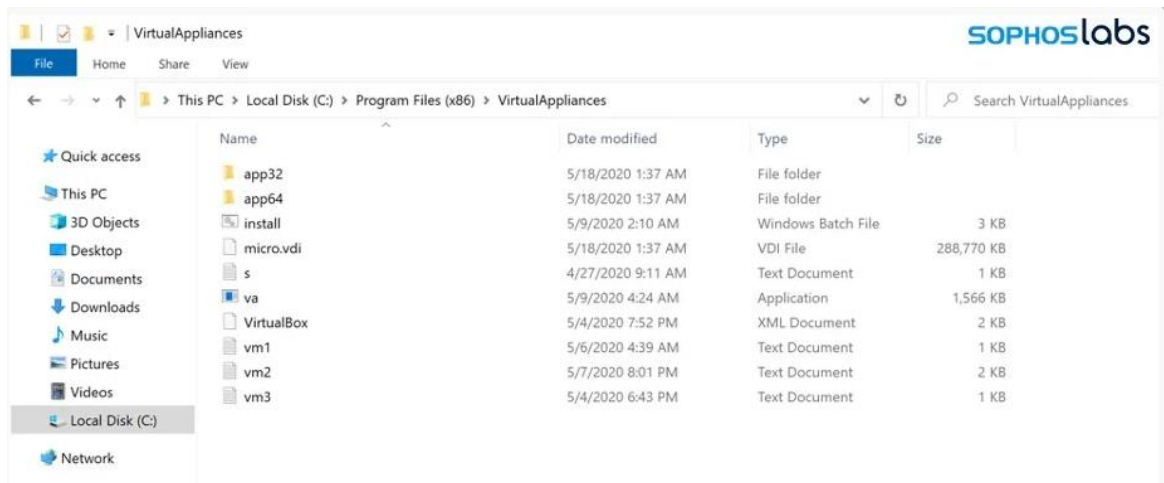 VirtualAppliances
SOPHOSlabs
File Home Share View
This PC > Local Disk (C:) > Program Files (x86) > VirtualAppliances
Search VirtualAppliances
Name Date modified Type Size
Quick access
This PC
3D Objects
Desktop
Documents
Downloads
Music
Pictures
Videos
Local Disk (C:)
Network
app32 5/18/2020 1:37 AM File folder
app64 5/18/2020 1:37 AM File folder
install 5/9/2020 2:10 AM Windows Batch File 3 KB
micro.vdi 5/18/2020 1:37 AM VDI File 288,770 KB
s 4/27/2020 9:11 AM Text Document 1 KB
va 5/9/2020 4:24 AM Application 1,566 KB
VirtualBox 5/4/2020 7:52 PM XML Document 2 KB
vm1 5/6/2020 4:39 AM Text Document 1 KB
vm2 5/7/2020 8:01 PM Text Document 2 KB
vm3 5/4/2020 6:43 PM Text Document 1 KB